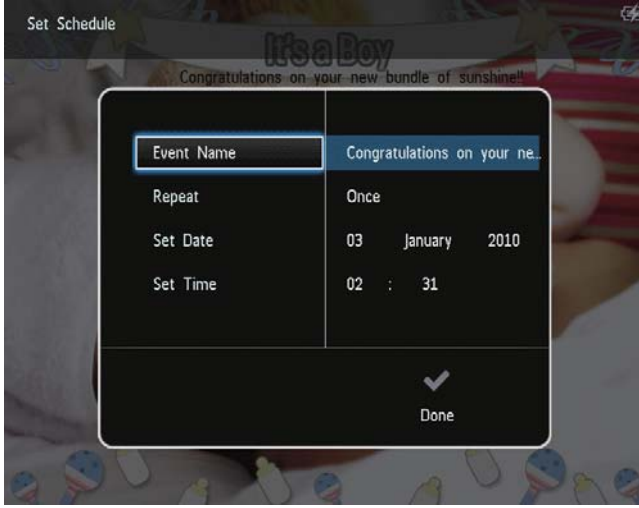 Set Schedule
It's a Boy
Congratulations on your new bundle of sunshine!!
Event Name Congratulations on your ne...
Repeat Once
Set Date 03 January 2010
Set Time 02 : 31
Done